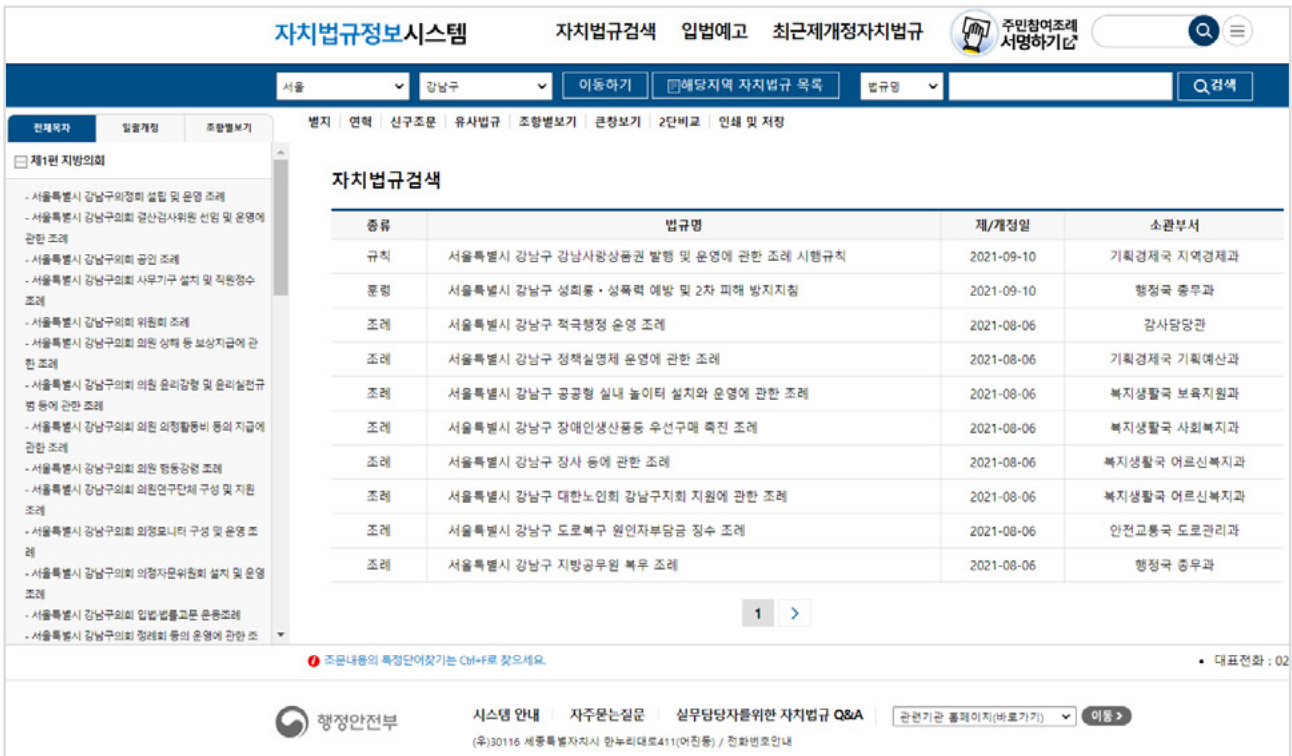 자치법규정보시스템
자치법규검색 입법예고 최근제개정자치법규
주민참여조례
서명하기
서울 강남구 이동하기 해당지역 자치법규 목록 법규명 검색
전체목차 일괄개정 조항별보기
별지 연혁 신구조문 유사법규 조항별보기 큰창보기 2단비교 인쇄 및 저장
제1편 지방의회
- 서울특별시 강남구의정회 설립 및 운영 조례
- 서울특별시 강남구의회 결산검사위원 선임 및 운영에
관한 조례
- 서울특별시 강남구의회 공인 조례
- 서울특별시 강남구의회 사무기구 설치 및 직원정수
조례
- 서울특별시 강남구의회 위원회 조례
- 서울특별시 강남구의회 의원 상해 등 보상지급에 관
한 조례
- 서울특별시 강남구의회 의원 윤리강령 및 윤리실천규
범 등에 관한 조례
- 서울특별시 강남구의회 의원 의정활동비 등의 지급에
관한 조례
- 서울특별시 강남구의회 의원 행동강령 조례
- 서울특별시 강남구의회 의원연구단체 구성 및 지원
조례
- 서울특별시 강남구의회 의정모니터 구성 및 운영 조
례
- 서울특별시 강남구의회 의정자문위원회 설치 및 운영
조례
- 서울특별시 강남구의회 입법·법률고문 운용조례
- 서울특별시 강남구의회 정례회 등의 운영에 관한 조
자치법규검색
종류 법규명 제/개정일 소관부서
규칙 서울특별시 강남구 강남사랑상품권 발행 및 운영에 관한 조례 시행규칙 2021-09-10 기획경제국 지역경제과
훈령 서울특별시 강남구 성희롱·성폭력 예방 및 2차 피해 방지지침 2021-09-10 행정국 총무과
조례 서울특별시 강남구 적극행정 운영 조례 2021-08-06 감사담당관
조례 서울특별시 강남구 정책실명제 운영에 관한 조례 2021-08-06 기획경제국 기획예산과
조례 서울특별시 강남구 공공형 실내 놀이터 설치와 운영에 관한 조례 2021-08-06 복지생활국 보육지원과
조례 서울특별시 강남구 장애인생산품등 우선구매 촉진 조례 2021-08-06 복지생활국 사회복지과
조례 서울특별시 강남구 장사 등에 관한 조례 2021-08-06 복지생활국 어르신복지과
조례 서울특별시 강남구 대한노인회 강남구지회 지원에 관한 조례 2021-08-06 복지생활국 어르신복지과
조례 서울특별시 강남구 도로복구 원인자부담금 징수 조례 2021-08-06 안전교통국 도로관리과
조례 서울특별시 강남구 지방공무원 복무 조례 2021-08-06 행정국 총무과
1 >
조문내용의 특정단어찾기는 Ctrl+F로 찾으세요.
• 대표전화 : 02
행정안전부
시스템 안내 자주묻는질문 실무담당자를위한 자치법규 Q&A 관련기관 홈페이지(바로가기) 이동 >
(우)30116 세종특별자치시 한누리대로411(어진동) / 전화번호안내